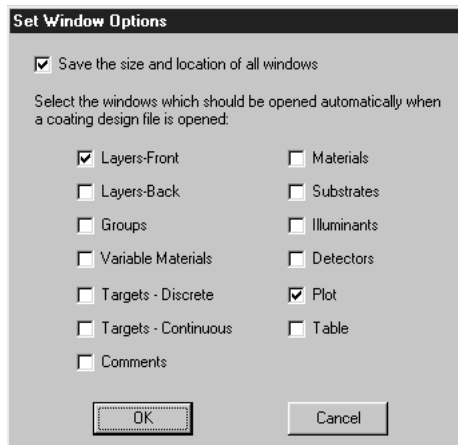 Set Window Options
Save the size and location of all windows
Select the windows which should be opened automatically when
a coating design file is opened:
Layers-Front
Materials
Layers-Back
Substrates
Groups
Illuminants
Variable Materials
Detectors
Targets - Discrete
Plot
Targets - Continuous
Table
Comments
OK
Cancel